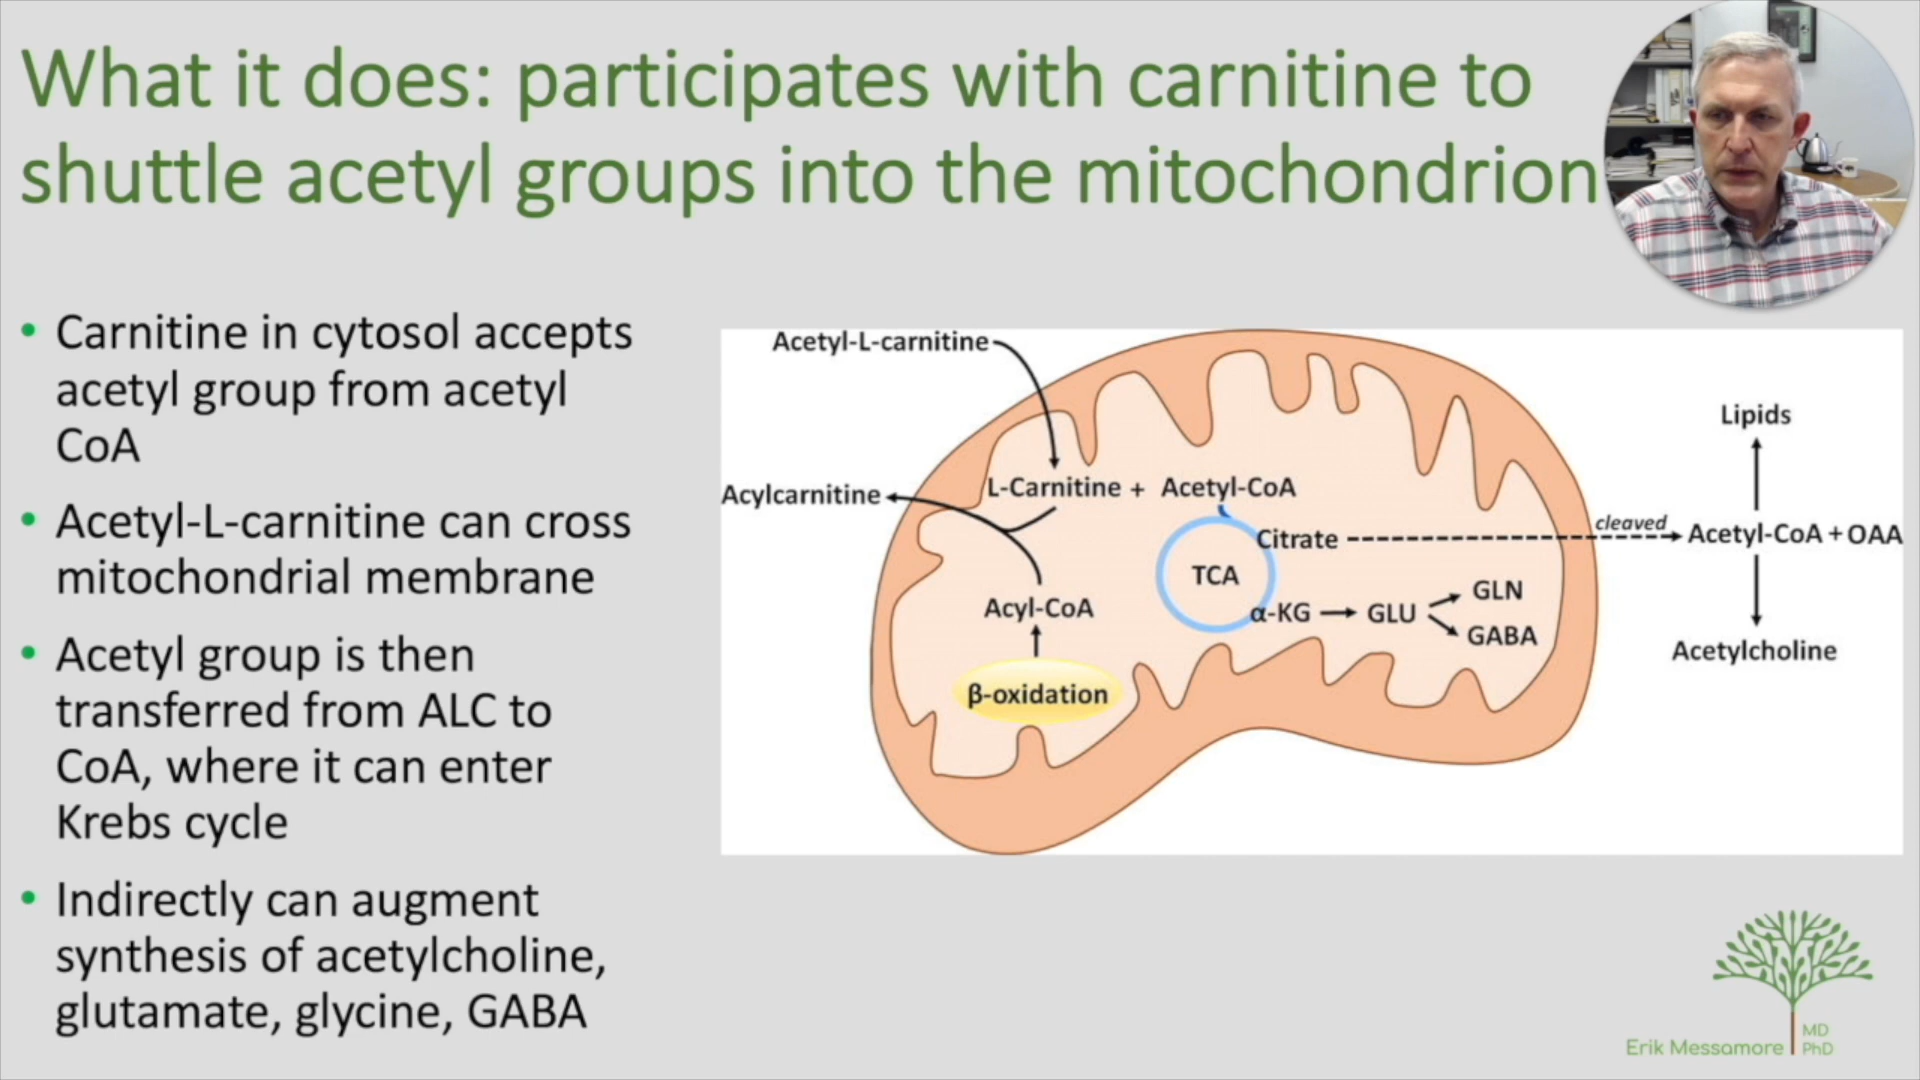 What it does: participates with carnitine to
shuttle acetyl groups into the mitochondrion
• Carnitine in cytosol accepts
acetyl group from acetyl
CoA
• Acetyl-L-carnitine can cross
mitochondrial membrane
• Acetyl group is then
transferred from ALC to
CoA, where it can enter
Krebs cycle
• Indirectly can augment
synthesis of acetylcholine,
glutamate, glycine, GABA
Acetyl-L-carnitine
Acylcarnitine
L-Carnitine + Acetyl-CoA
Citrate
TCA
α-KG
GLU
GLN
GABA
Acyl-CoA
β-oxidation
cleaved
Lipids
Acetyl-CoA + OAA
Acetylcholine
Erik Messamore
MD
PhD